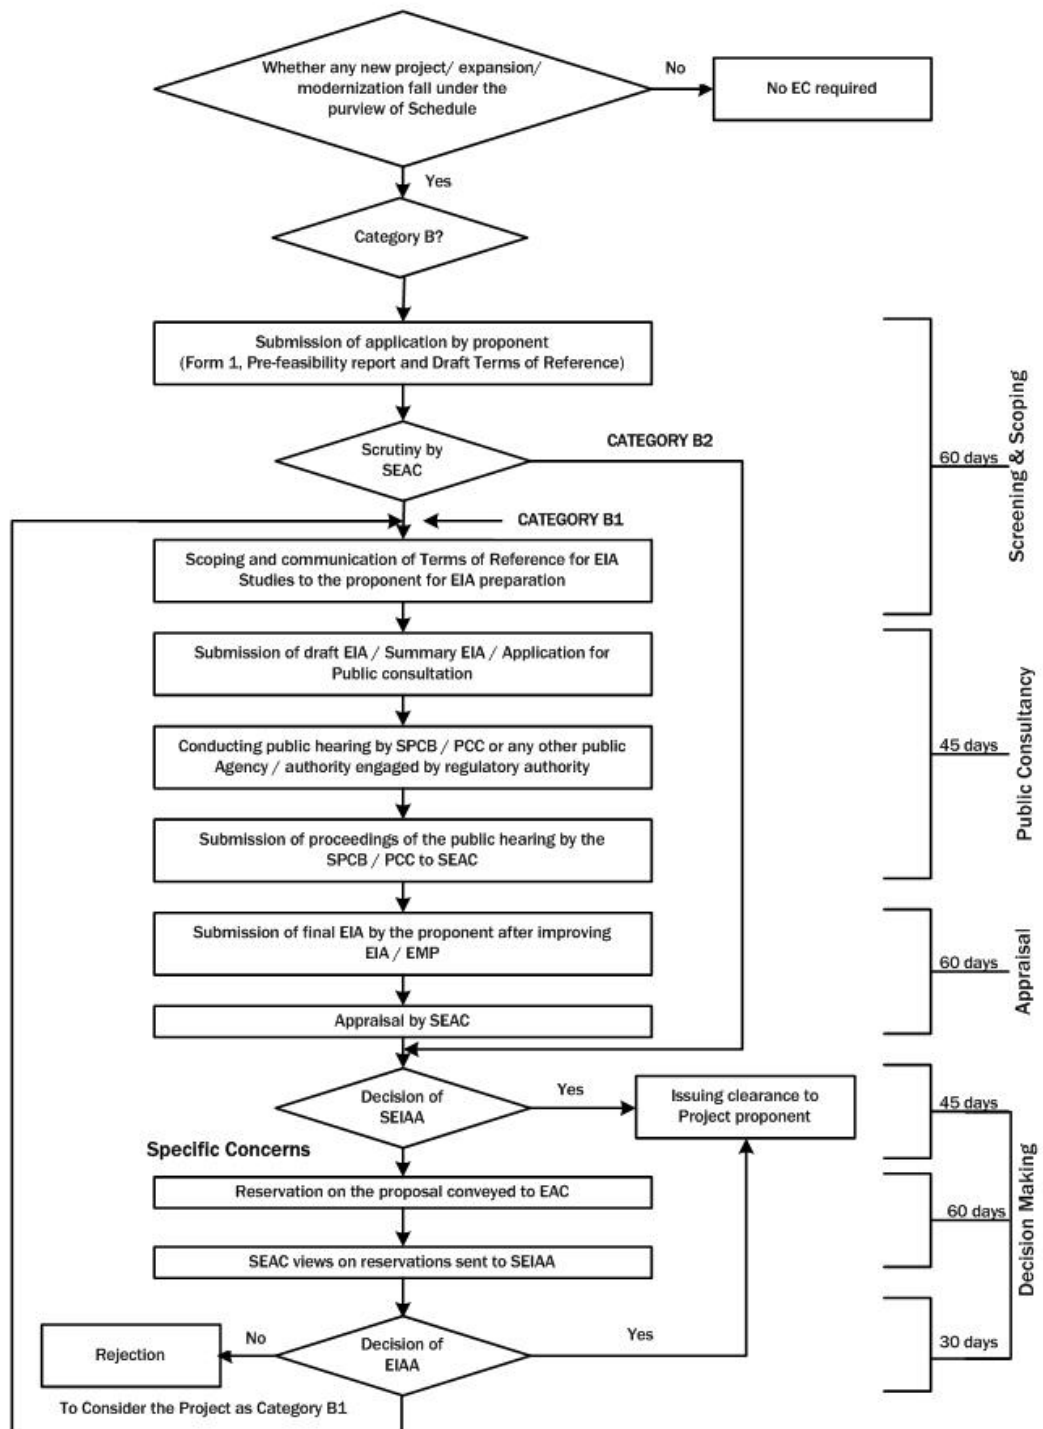 Whether any new project/ expansion/
modernization fall under the
purview of Schedule
No
No EC required
Yes
Category B?
Submission of application by proponent
(Form 1, Pre-feasibility report and Draft Terms of Reference)
Scrutiny by
SEAC
CATEGORY B2
60 days
Screening & Scoping
CATEGORY B1
Scoping and communication of Terms of Reference for EIA
Studies to the proponent for EIA preparation
Submission of draft EIA / Summary EIA / Application for
Public consultation
Conducting public hearing by SPCB / PCC or any other public
Agency / authority engaged by regulatory authority
45 days
Public Consultancy
Submission of proceedings of the public hearing by the
SPCB / PCC to SEAC
Submission of final EIA by the proponent after improving
EIA / EMP
60 days
Appraisal
Appraisal by SEAC
Decision of
SEIAA
Yes
Issuing clearance to
Project proponent
45 days
Specific Concerns
Reservation on the proposal conveyed to EAC
60 days
Decision Making
SEAC views on reservations sent to SEIAA
Decision of
EIAA
No
Rejection
Yes
30 days
To Consider the Project as Category B1